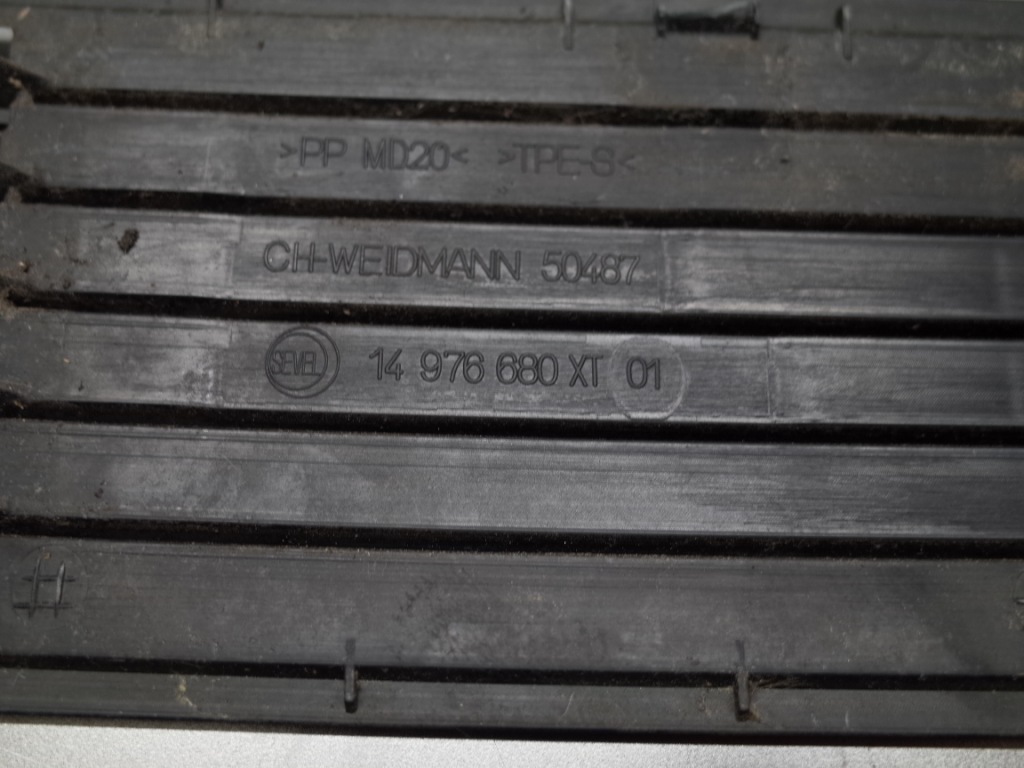 >PP MD20< >TPE-S<
CH-WEIDMANN 50487
SEVEL 14 976 680 XT 01